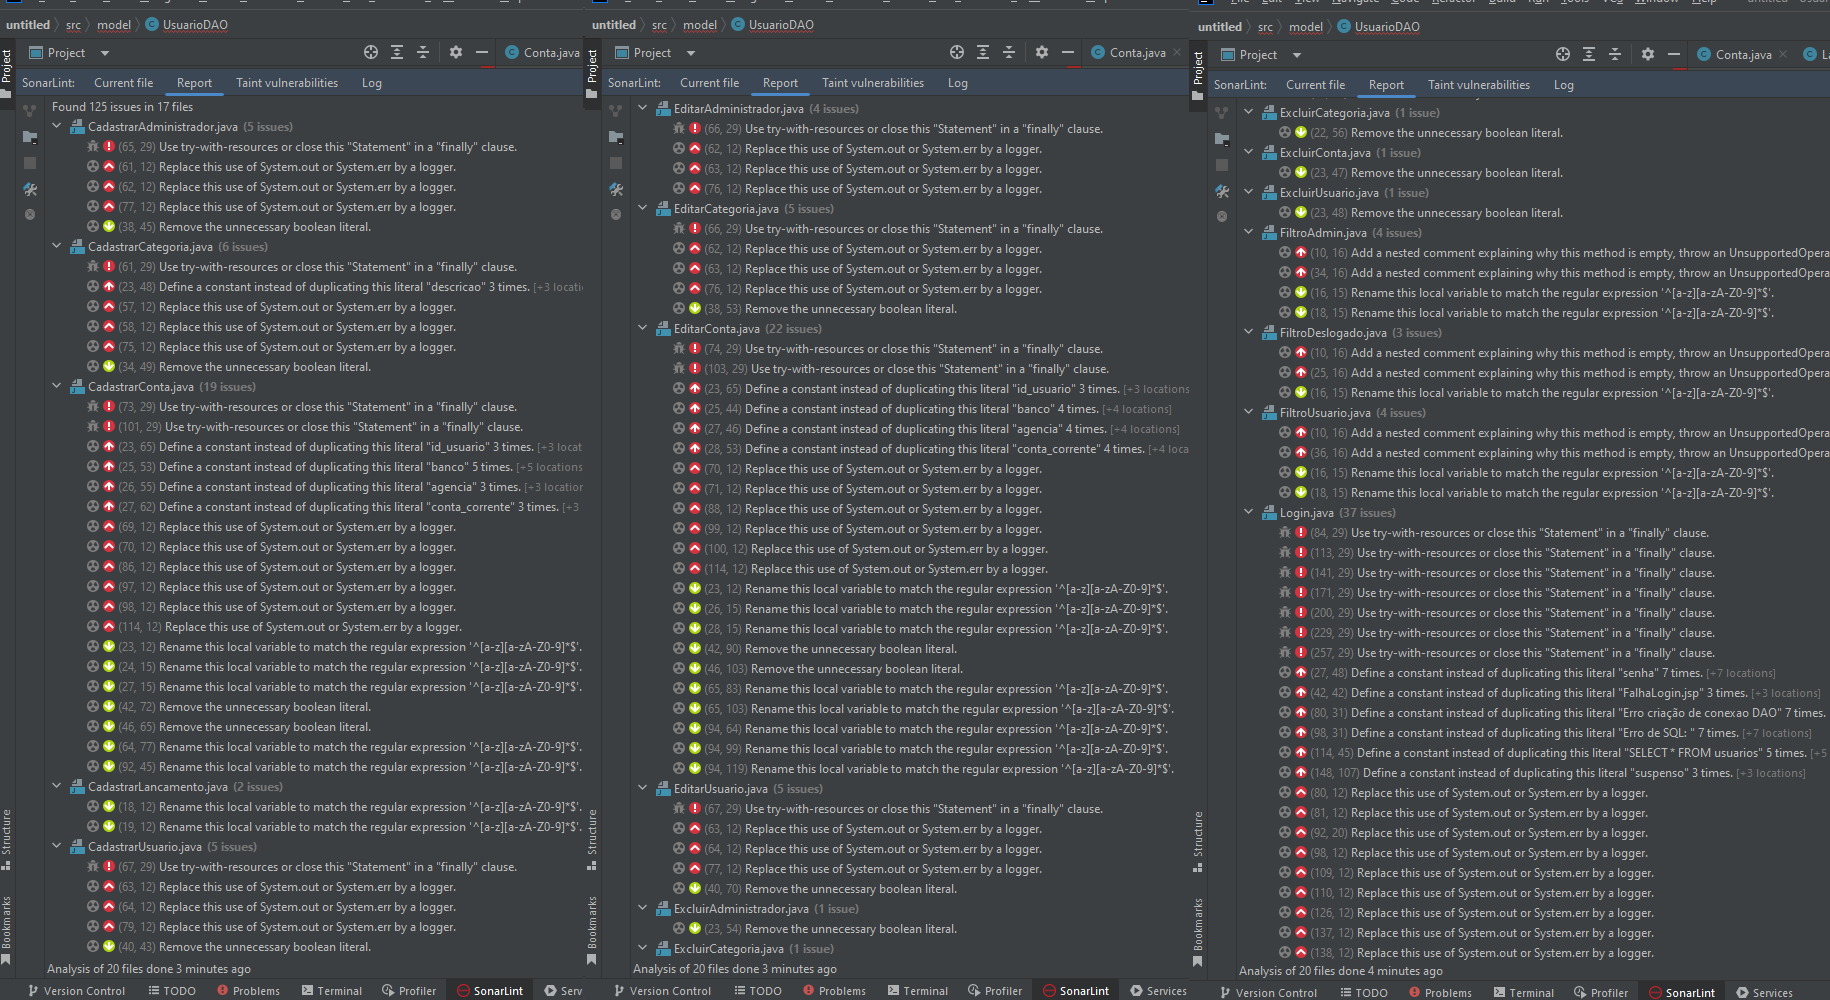 untitled src model UsuarioDAO
Project Conta.java
SonarLint: Current file Report Taint vulnerabilities Log
Found 125 issues in 17 files
CadastrarAdministrador.java (5 issues)
(65, 29) Use try-with-resources or close this "Statement" in a "finally" clause.
(61, 12) Replace this use of System.out or System.err by a logger.
(62, 12) Replace this use of System.out or System.err by a logger.
(77, 12) Replace this use of System.out or System.err by a logger.
(38, 45) Remove the unnecessary boolean literal.
CadastrarCategoria.java (6 issues)
(61, 29) Use try-with-resources or close this "Statement" in a "finally" clause.
(23, 48) Define a constant instead of duplicating this literal "descricao" 3 times. [+3 locati
(57, 12) Replace this use of System.out or System.err by a logger.
(58, 12) Replace this use of System.out or System.err by a logger.
(75, 12) Replace this use of System.out or System.err by a logger.
(34, 49) Remove the unnecessary boolean literal.
CadastrarConta.java (19 issues)
(73, 29) Use try-with-resources or close this "Statement" in a "finally" clause.
(101, 29) Use try-with-resources or close this "Statement" in a "finally" clause.
(23, 65) Define a constant instead of duplicating this literal "id_usuario" 3 times. [+3 locat
(25, 53) Define a constant instead of duplicating this literal "banco" 5 times. [+5 locations
(26, 55) Define a constant instead of duplicating this literal "agencia" 3 times. [+3 location
(27, 62) Define a constant instead of duplicating this literal "conta_corrente" 3 times. [+3
(69, 12) Replace this use of System.out or System.err by a logger.
(70, 12) Replace this use of System.out or System.err by a logger.
(86, 12) Replace this use of System.out or System.err by a logger.
(97, 12) Replace this use of System.out or System.err by a logger.
(98, 12) Replace this use of System.out or System.err by a logger.
(114, 12) Replace this use of System.out or System.err by a logger.
(23, 12) Rename this local variable to match the regular expression '^[a-z][a-zA-Z0-9]*$'.
(24, 15) Rename this local variable to match the regular expression '^[a-z][a-zA-Z0-9]*$'.
(27, 15) Rename this local variable to match the regular expression '^[a-z][a-zA-Z0-9]*$'.
(42, 72) Remove the unnecessary boolean literal.
(46, 65) Remove the unnecessary boolean literal.
(64, 77) Rename this local variable to match the regular expression '^[a-z][a-zA-Z0-9]*$'.
(92, 45) Rename this local variable to match the regular expression '^[a-z][a-zA-Z0-9]*$'.
CadastrarLancamento.java (2 issues)
(18, 12) Rename this local variable to match the regular expression '^[a-z][a-zA-Z0-9]*$'.
(19, 12) Rename this local variable to match the regular expression '^[a-z][a-zA-Z0-9]*$'.
CadastrarUsuario.java (5 issues)
(67, 29) Use try-with-resources or close this "Statement" in a "finally" clause.
(63, 12) Replace this use of System.out or System.err by a logger.
(64, 12) Replace this use of System.out or System.err by a logger.
(79, 12) Replace this use of System.out or System.err by a logger.
(40, 43) Remove the unnecessary boolean literal.
Analysis of 20 files done 3 minutes ago
Version Control TODO Problems Terminal Profiler SonarLint Serv
Project
Structure
Bookmarks
untitled src model UsuarioDAO
Project Conta.java
SonarLint: Current file Report Taint vulnerabilities Log
EditarAdministrador.java (4 issues)
(66, 29) Use try-with-resources or close this "Statement" in a "finally" clause.
(62, 12) Replace this use of System.out or System.err by a logger.
(63, 12) Replace this use of System.out or System.err by a logger.
(76, 12) Replace this use of System.out or System.err by a logger.
EditarCategoria.java (5 issues)
(66, 29) Use try-with-resources or close this "Statement" in a "finally" clause.
(62, 12) Replace this use of System.out or System.err by a logger.
(63, 12) Replace this use of System.out or System.err by a logger.
(76, 12) Replace this use of System.out or System.err by a logger.
(38, 53) Remove the unnecessary boolean literal.
EditarConta.java (22 issues)
(74, 29) Use try-with-resources or close this "Statement" in a "finally" clause.
(103, 29) Use try-with-resources or close this "Statement" in a "finally" clause.
(23, 65) Define a constant instead of duplicating this literal "id_usuario" 3 times. [+3 locations
(25, 44) Define a constant instead of duplicating this literal "banco" 4 times. [+4 locations]
(27, 46) Define a constant instead of duplicating this literal "agencia" 4 times. [+4 locations]
(28, 53) Define a constant instead of duplicating this literal "conta_corrente" 4 times. [+4 loca
(70, 12) Replace this use of System.out or System.err by a logger.
(71, 12) Replace this use of System.out or System.err by a logger.
(88, 12) Replace this use of System.out or System.err by a logger.
(99, 12) Replace this use of System.out or System.err by a logger.
(100, 12) Replace this use of System.out or System.err by a logger.
(114, 12) Replace this use of System.out or System.err by a logger.
(23, 12) Rename this local variable to match the regular expression '^[a-z][a-zA-Z0-9]*$'.
(26, 15) Rename this local variable to match the regular expression '^[a-z][a-zA-Z0-9]*$'.
(28, 15) Rename this local variable to match the regular expression '^[a-z][a-zA-Z0-9]*$'.
(42, 90) Remove the unnecessary boolean literal.
(46, 103) Remove the unnecessary boolean literal.
(65, 83) Rename this local variable to match the regular expression '^[a-z][a-zA-Z0-9]*$'.
(65, 103) Rename this local variable to match the regular expression '^[a-z][a-zA-Z0-9]*$'.
(94, 64) Rename this local variable to match the regular expression '^[a-z][a-zA-Z0-9]*$'.
(94, 99) Rename this local variable to match the regular expression '^[a-z][a-zA-Z0-9]*$'.
(94, 119) Rename this local variable to match the regular expression '^[a-z][a-zA-Z0-9]*$'.
EditarUsuario.java (5 issues)
(67, 29) Use try-with-resources or close this "Statement" in a "finally" clause.
(63, 12) Replace this use of System.out or System.err by a logger.
(64, 12) Replace this use of System.out or System.err by a logger.
(77, 12) Replace this use of System.out or System.err by a logger.
(40, 70) Remove the unnecessary boolean literal.
ExcluirAdministrador.java (1 issue)
(23, 54) Remove the unnecessary boolean literal.
ExcluirCategoria.java (1 issue)
Analysis of 20 files done 3 minutes ago
Version Control TODO Problems Terminal Profiler SonarLint Services
Project
Structure
Bookmarks
untitled src model UsuarioDAO
Project Conta.java
SonarLint: Current file Report Taint vulnerabilities Log
ExcluirCategoria.java (1 issue)
(22, 56) Remove the unnecessary boolean literal.
ExcluirConta.java (1 issue)
(23, 47) Remove the unnecessary boolean literal.
ExcluirUsuario.java (1 issue)
(23, 48) Remove the unnecessary boolean literal.
FiltroAdmin.java (4 issues)
(10, 16) Add a nested comment explaining why this method is empty, throw an UnsupportedOpera
(34, 16) Add a nested comment explaining why this method is empty, throw an UnsupportedOpera
(16, 15) Rename this local variable to match the regular expression '^[a-z][a-zA-Z0-9]*$'.
(18, 15) Rename this local variable to match the regular expression '^[a-z][a-zA-Z0-9]*$'.
FiltroDeslogado.java (3 issues)
(10, 16) Add a nested comment explaining why this method is empty, throw an UnsupportedOpera
(25, 16) Add a nested comment explaining why this method is empty, throw an UnsupportedOpera
(16, 15) Rename this local variable to match the regular expression '^[a-z][a-zA-Z0-9]*$'.
FiltroUsuario.java (4 issues)
(10, 16) Add a nested comment explaining why this method is empty, throw an UnsupportedOpera
(36, 16) Add a nested comment explaining why this method is empty, throw an UnsupportedOpera
(16, 15) Rename this local variable to match the regular expression '^[a-z][a-zA-Z0-9]*$'.
(18, 15) Rename this local variable to match the regular expression '^[a-z][a-zA-Z0-9]*$'.
Login.java (37 issues)
(84, 29) Use try-with-resources or close this "Statement" in a "finally" clause.
(113, 29) Use try-with-resources or close this "Statement" in a "finally" clause.
(141, 29) Use try-with-resources or close this "Statement" in a "finally" clause.
(171, 29) Use try-with-resources or close this "Statement" in a "finally" clause.
(200, 29) Use try-with-resources or close this "Statement" in a "finally" clause.
(229, 29) Use try-with-resources or close this "Statement" in a "finally" clause.
(257, 29) Use try-with-resources or close this "Statement" in a "finally" clause.
(27, 48) Define a constant instead of duplicating this literal "senha" 7 times. [+7 locations]
(42, 42) Define a constant instead of duplicating this literal "FalhaLogin.jsp" 3 times. [+3 locations]
(80, 31) Define a constant instead of duplicating this literal "Erro criação de conexao DAO" 7 times.
(98, 31) Define a constant instead of duplicating this literal "Erro de SQL: " 7 times. [+7 locations]
(114, 45) Define a constant instead of duplicating this literal "SELECT * FROM usuarios" 5 times. [+5
(148, 107) Define a constant instead of duplicating this literal "suspenso" 3 times. [+3 locations]
(80, 12) Replace this use of System.out or System.err by a logger.
(81, 12) Replace this use of System.out or System.err by a logger.
(92, 20) Replace this use of System.out or System.err by a logger.
(98, 12) Replace this use of System.out or System.err by a logger.
(109, 12) Replace this use of System.out or System.err by a logger.
(110, 12) Replace this use of System.out or System.err by a logger.
(126, 12) Replace this use of System.out or System.err by a logger.
(137, 12) Replace this use of System.out or System.err by a logger.
(138, 12) Replace this use of System.out or System.err by a logger.
Analysis of 20 files done 4 minutes ago
Version Control TODO Problems Terminal Profiler SonarLint Services
Project
Structure
Bookmarks